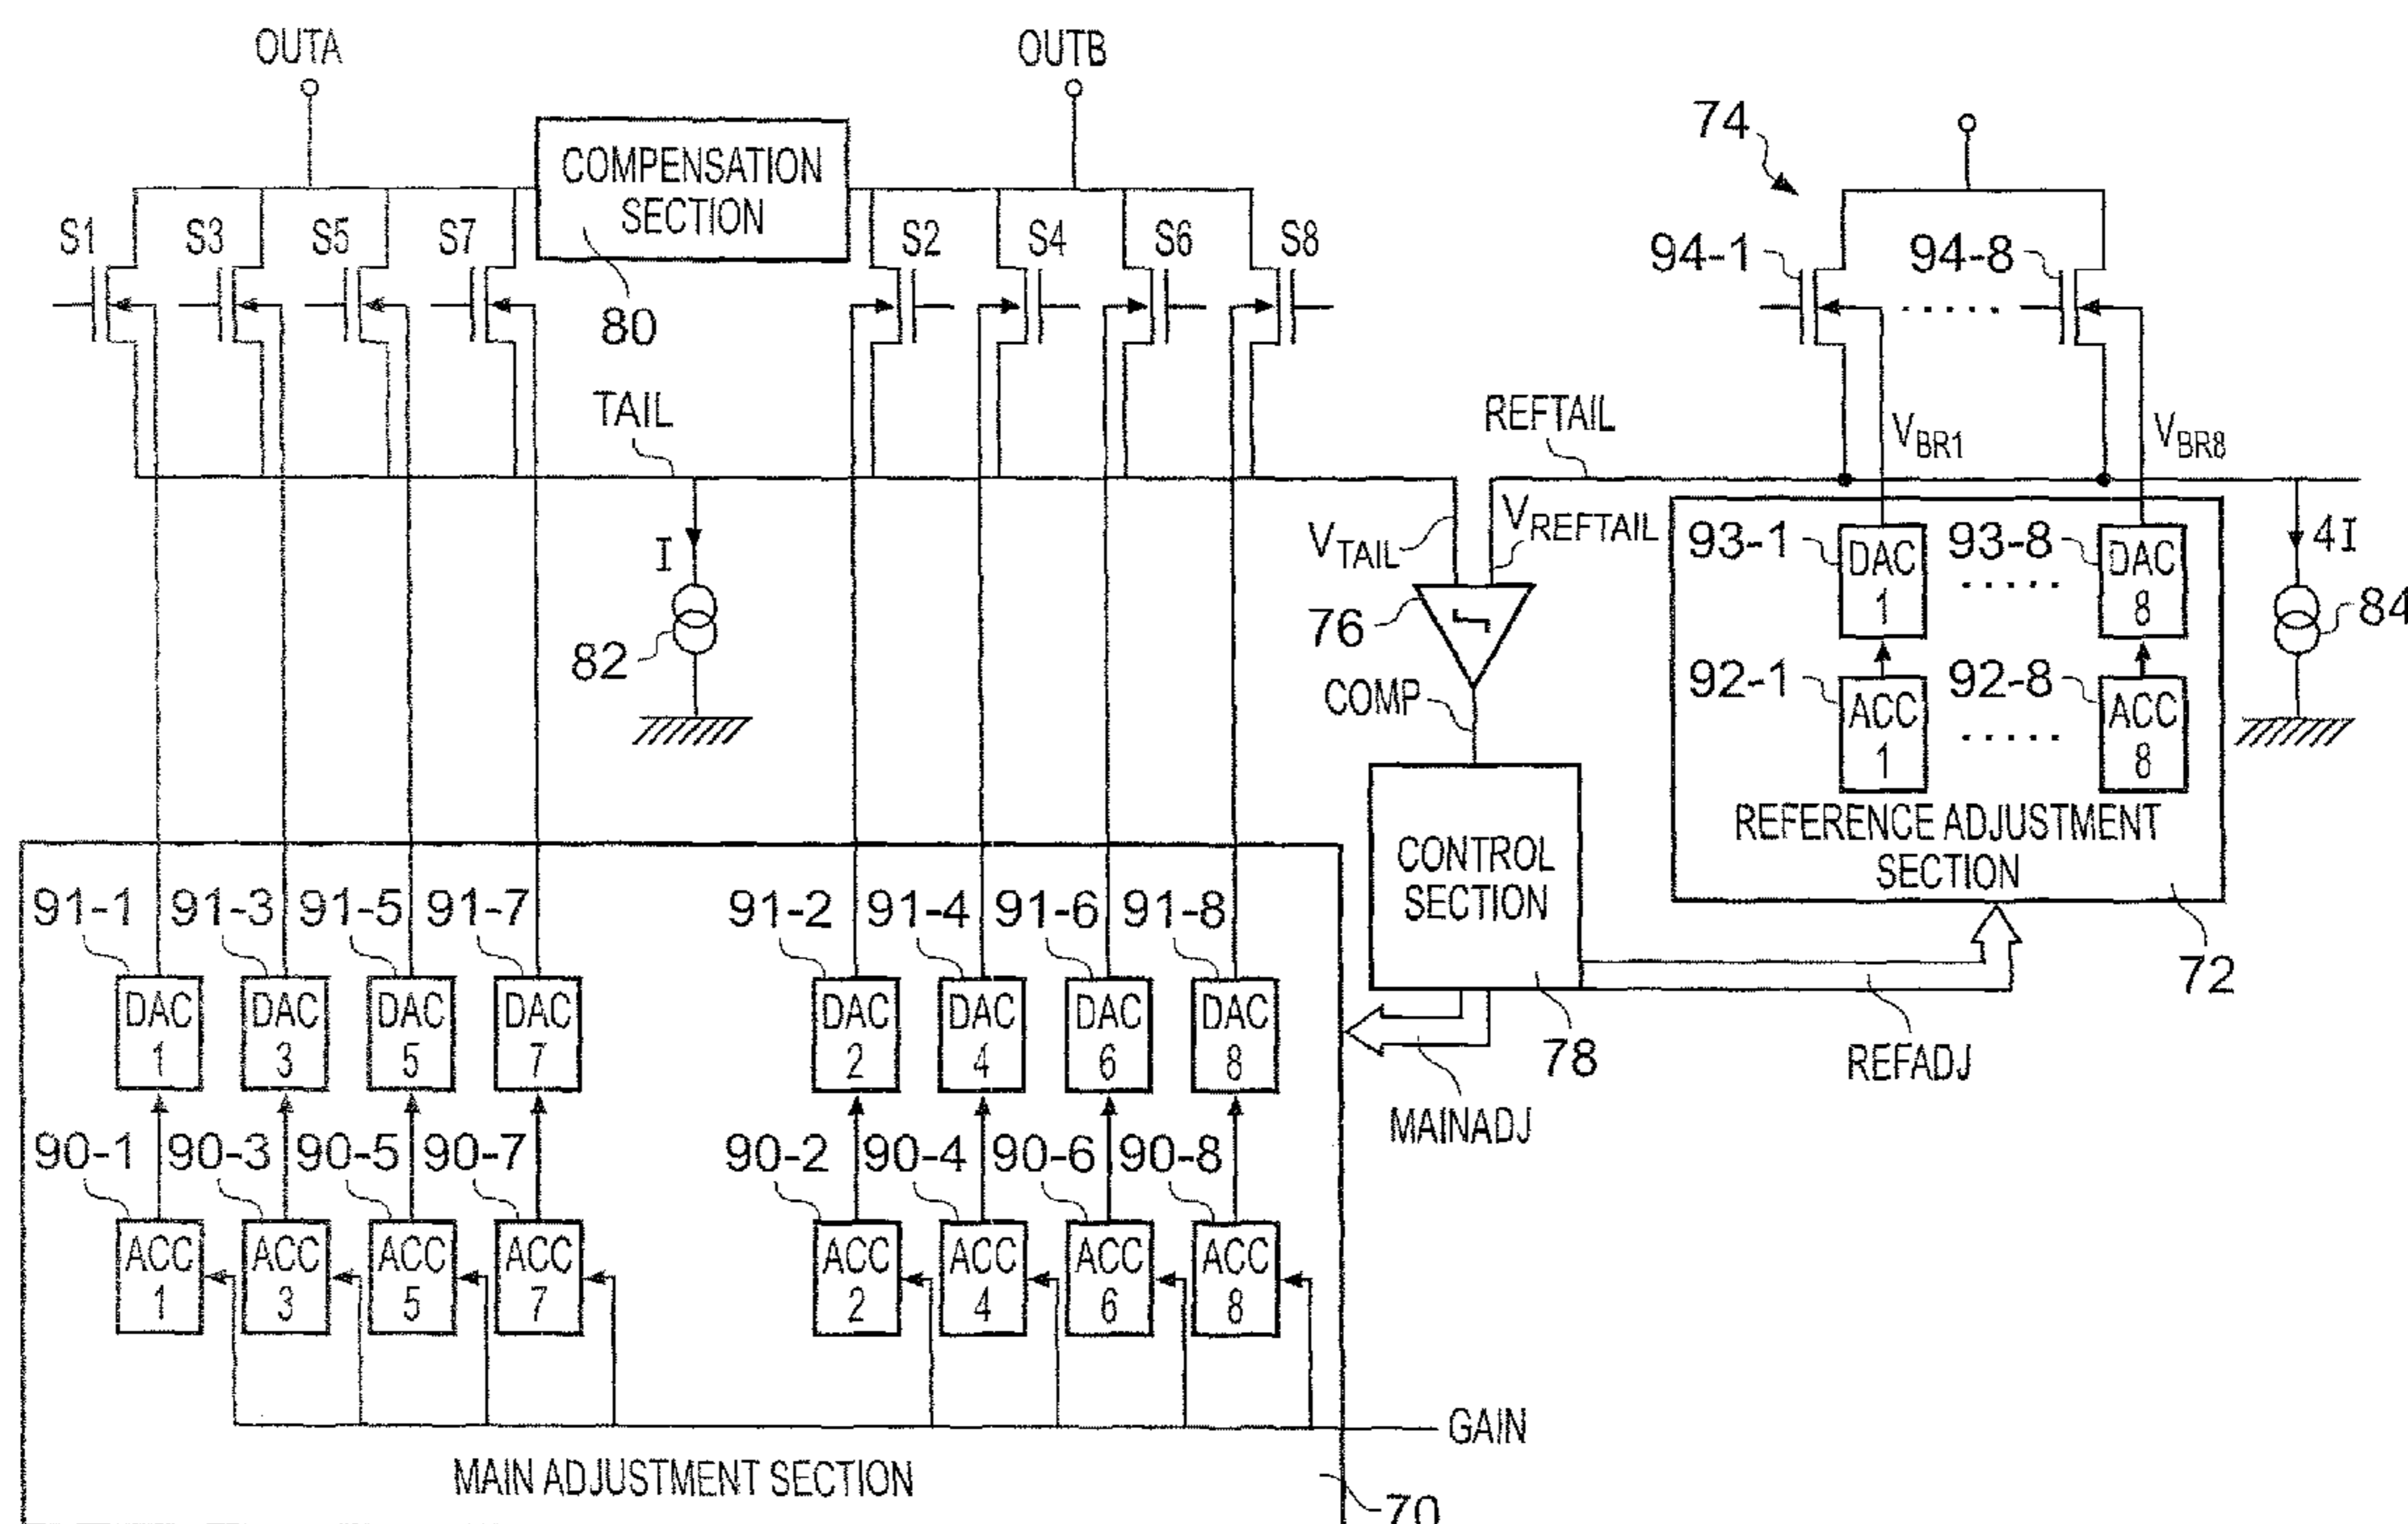 OUTA
OUTB
74
COMPENSATION
SECTION
80
S1
S3
S5
S7
S2
S4
S6
S8
94-1
94-8
. . . . .
TAIL
REFTAIL
VBR1
VBR8
VTAIL
VREFTAIL
I
82
76
COMP
93-1
DAC
1
93-8
. . . . .
DAC
8
4I
84
92-1
ACC
1
92-8
. . . . .
ACC
8
REFERENCE ADJUSTMENT
SECTION
72
CONTROL
SECTION
78
REFADJ
MAINADJ
91-1
91-3
91-5
91-7
91-2
91-4
91-6
91-8
DAC
1
DAC
3
DAC
5
DAC
7
DAC
2
DAC
4
DAC
6
DAC
8
90-1
90-3
90-5
90-7
90-2
90-4
90-6
90-8
ACC
1
ACC
3
ACC
5
ACC
7
ACC
2
ACC
4
ACC
6
ACC
8
GAIN
MAIN ADJUSTMENT SECTION
70